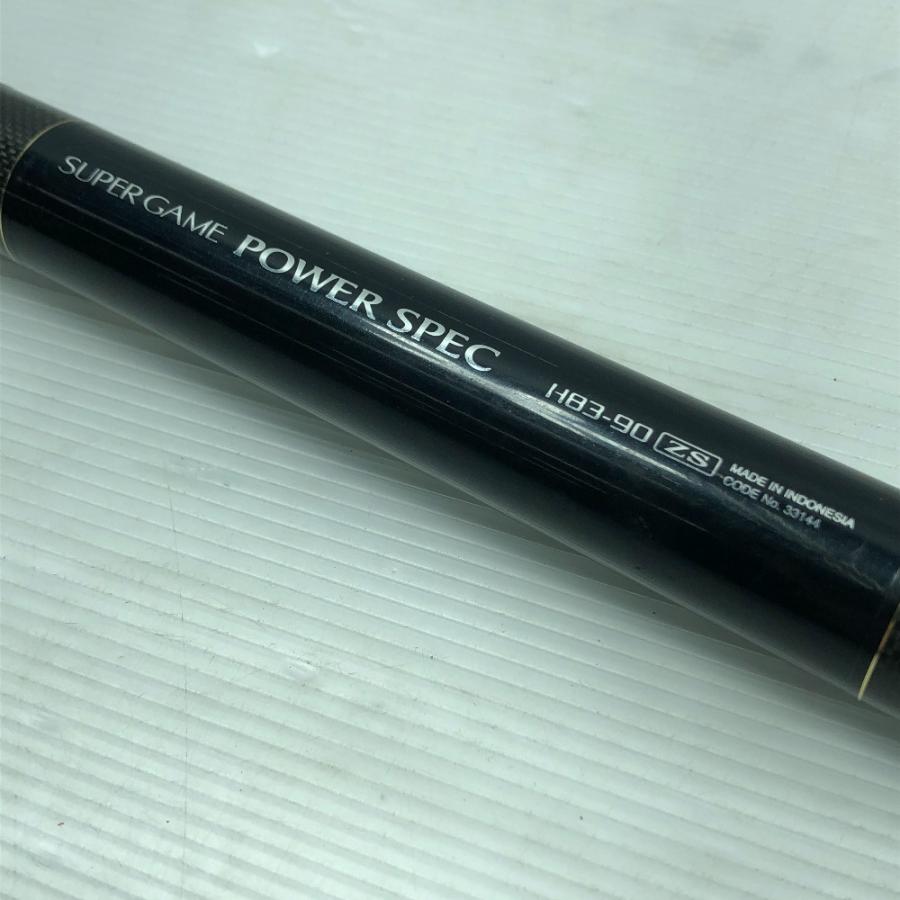 SUPER GAME POWER SPEC H83-90 ZS
MADE IN INDONESIA
CODE No. 33144